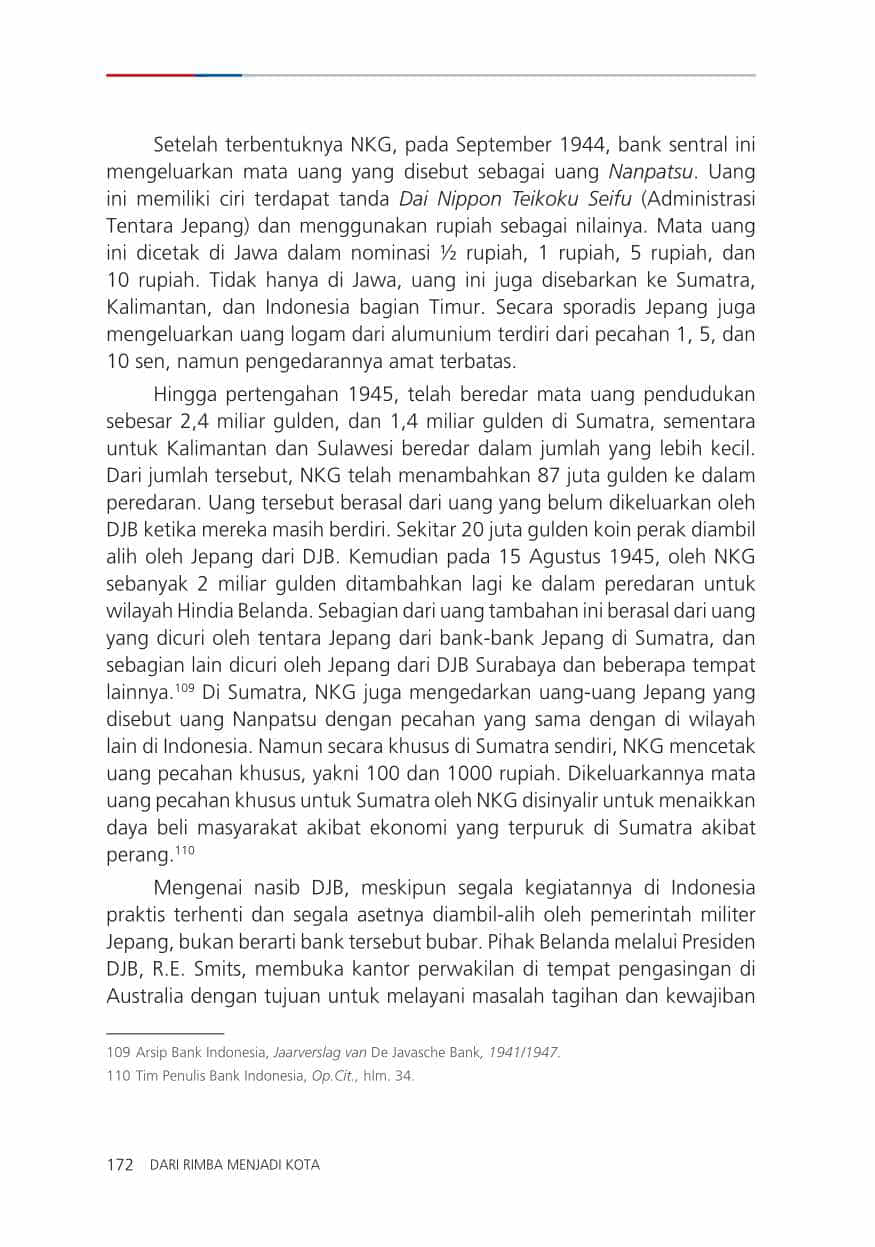 Setelah terbentuknya NKG, pada September 1944, bank sentral ini
mengeluarkan mata uang yang disebut sebagai uang Nanpatsu. Uang
ini memiliki ciri terdapat tanda Dai Nippon Teikoku Seifu (Administrasi
Tentara Jepang) dan menggunakan rupiah sebagai nilainya. Mata uang
ini dicetak di Jawa dalam nominasi ½ rupiah, 1 rupiah, 5 rupiah, dan
10 rupiah. Tidak hanya di Jawa, uang ini juga disebarkan ke Sumatra,
Kalimantan, dan Indonesia bagian Timur. Secara sporadis Jepang juga
mengeluarkan uang logam dari alumunium terdiri dari pecahan 1, 5, dan
10 sen, namun pengedarannya amat terbatas.
Hingga pertengahan 1945, telah beredar mata uang pendudukan
sebesar 2,4 miliar gulden, dan 1,4 miliar gulden di Sumatra, sementara
untuk Kalimantan dan Sulawesi beredar dalam jumlah yang lebih kecil.
Dari jumlah tersebut, NKG telah menambahkan 87 juta gulden ke dalam
peredaran. Uang tersebut berasal dari uang yang belum dikeluarkan oleh
DJB ketika mereka masih berdiri. Sekitar 20 juta gulden koin perak diambil
alih oleh Jepang dari DJB. Kemudian pada 15 Agustus 1945, oleh NKG
sebanyak 2 miliar gulden ditambahkan lagi ke dalam peredaran untuk
wilayah Hindia Belanda. Sebagian dari uang tambahan ini berasal dari uang
yang dicuri oleh tentara Jepang dari bank-bank Jepang di Sumatra, dan
sebagian lain dicuri oleh Jepang dari DJB Surabaya dan beberapa tempat
lainnya.109 Di Sumatra, NKG juga mengedarkan uang-uang Jepang yang
disebut uang Nanpatsu dengan pecahan yang sama dengan di wilayah
lain di Indonesia. Namun secara khusus di Sumatra sendiri, NKG mencetak
uang pecahan khusus, yakni 100 dan 1000 rupiah. Dikeluarkannya mata
uang pecahan khusus untuk Sumatra oleh NKG disinyalir untuk menaikkan
daya beli masyarakat akibat ekonomi yang terpuruk di Sumatra akibat
perang.110
Mengenai nasib DJB, meskipun segala kegiatannya di Indonesia
praktis terhenti dan segala asetnya diambil-alih oleh pemerintah militer
Jepang, bukan berarti bank tersebut bubar. Pihak Belanda melalui Presiden
DJB, R.E. Smits, membuka kantor perwakilan di tempat pengasingan di
Australia dengan tujuan untuk melayani masalah tagihan dan kewajiban
109 Arsip Bank Indonesia, Jaarverslag van De Javasche Bank, 1941/1947.
110 Tim Penulis Bank Indonesia, Op.Cit., hlm. 34.
172 DARI RIMBA MENJADI KOTA